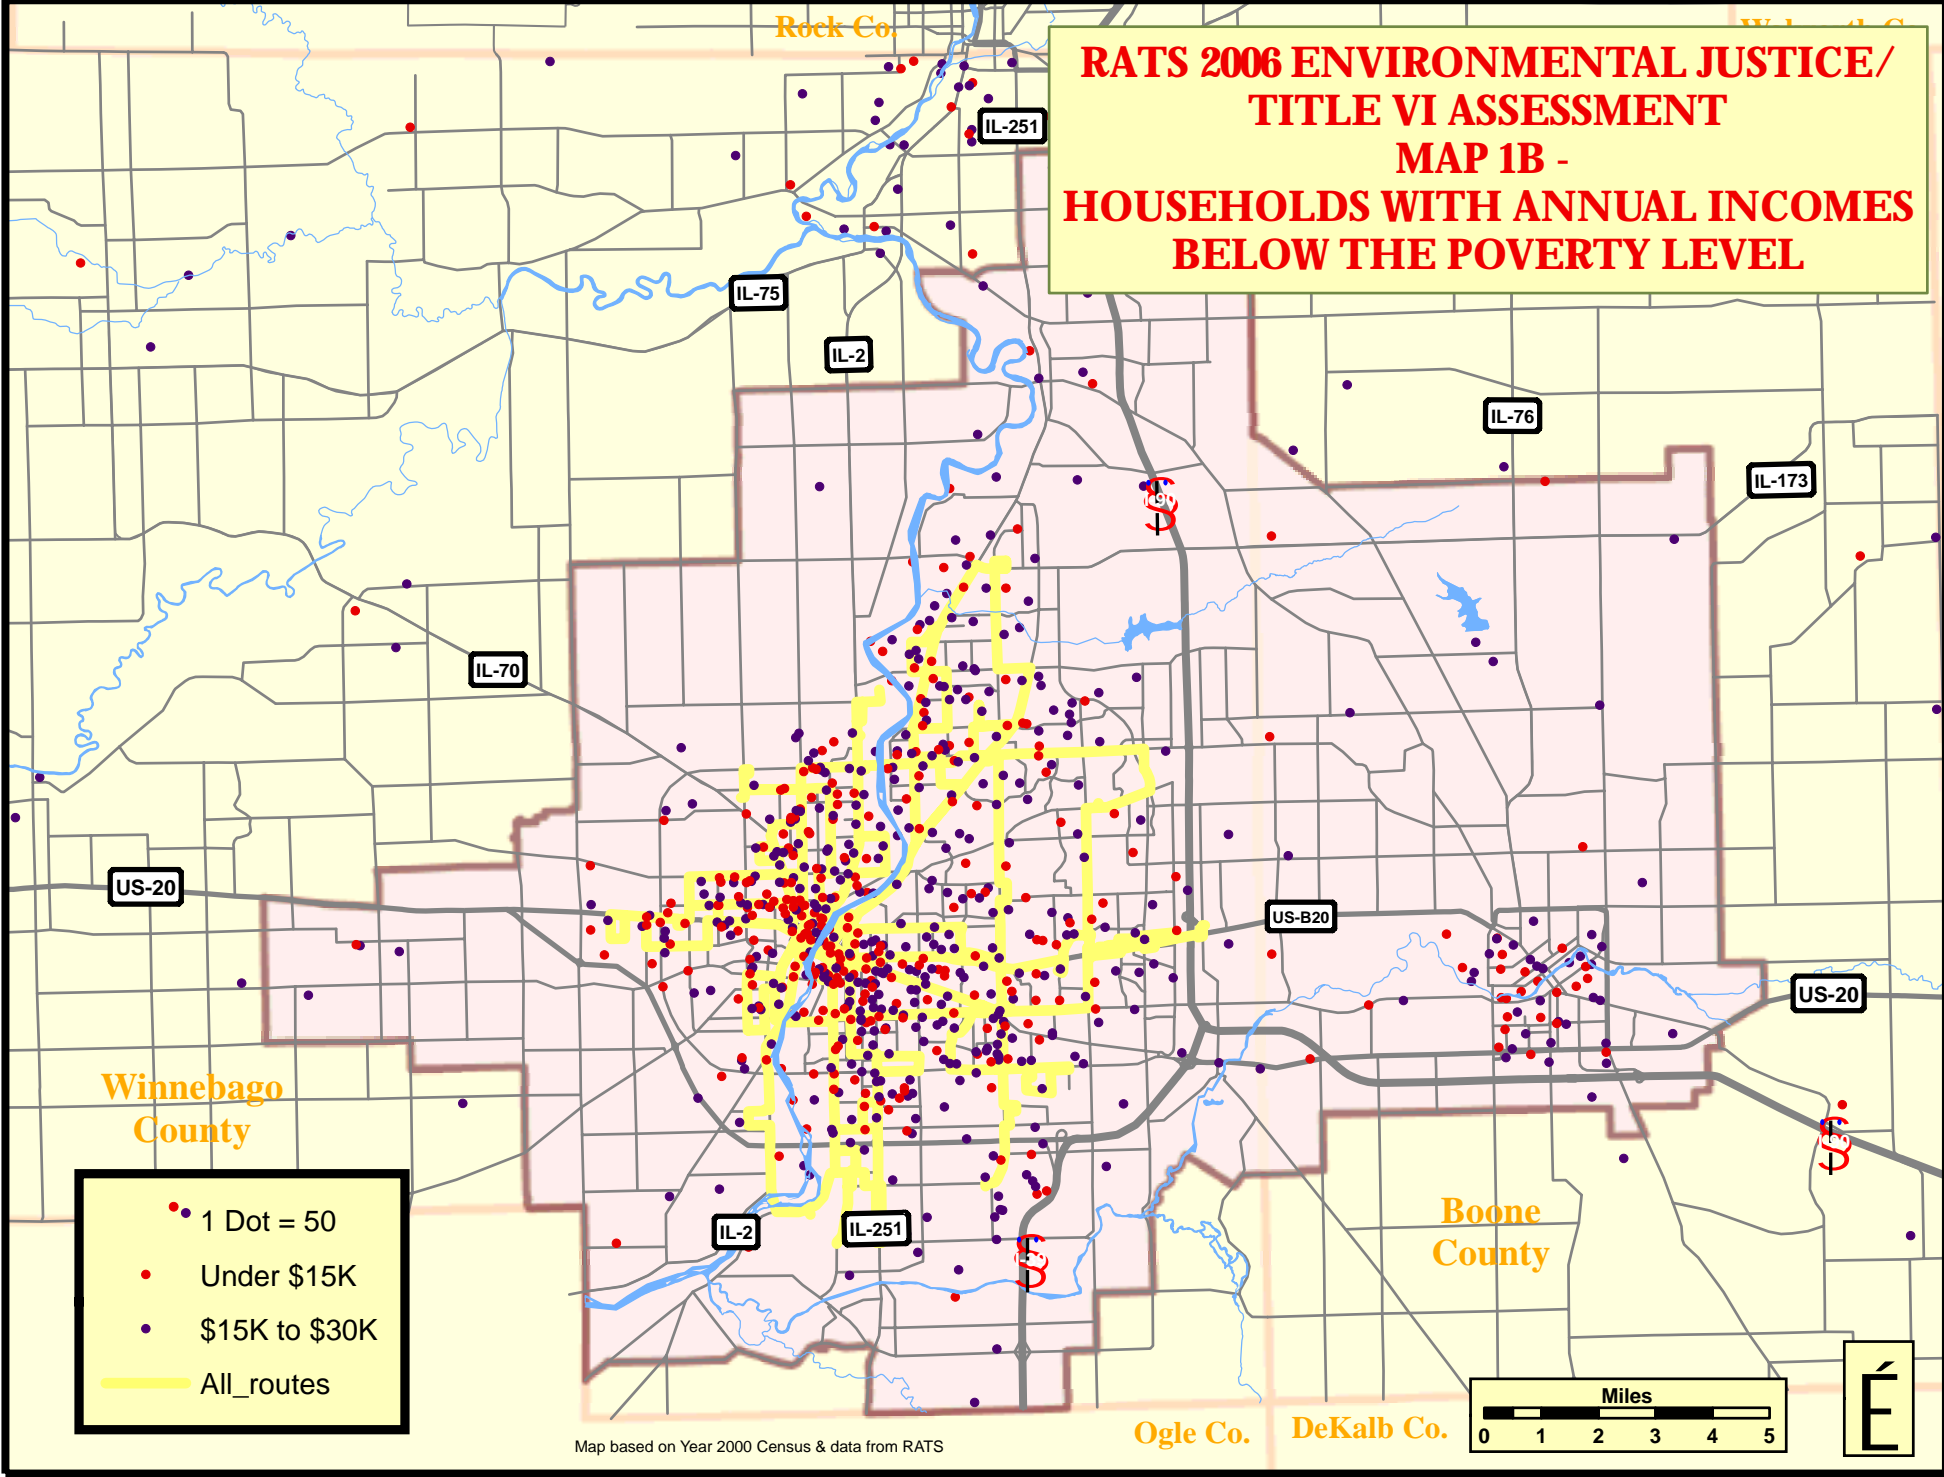 Rock Co.
RATS 2006 ENVIRONMENTAL JUSTICE/
TITLE VI ASSESSMENT
MAP 1B -
HOUSEHOLDS WITH ANNUAL INCOMES
BELOW THE POVERTY LEVEL
IL-251
IL-75
IL-2
IL-76
IL-173
IL-70
US-20
US-B20
US-20
Winnebago
County
1 Dot = 50
Under $15K
$15K to $30K
All_routes
IL-2
IL-251
Boone
County
Ogle Co.
DeKalb Co.
Miles
0 1 2 3 4 5
É
Map based on Year 2000 Census & data from RATS